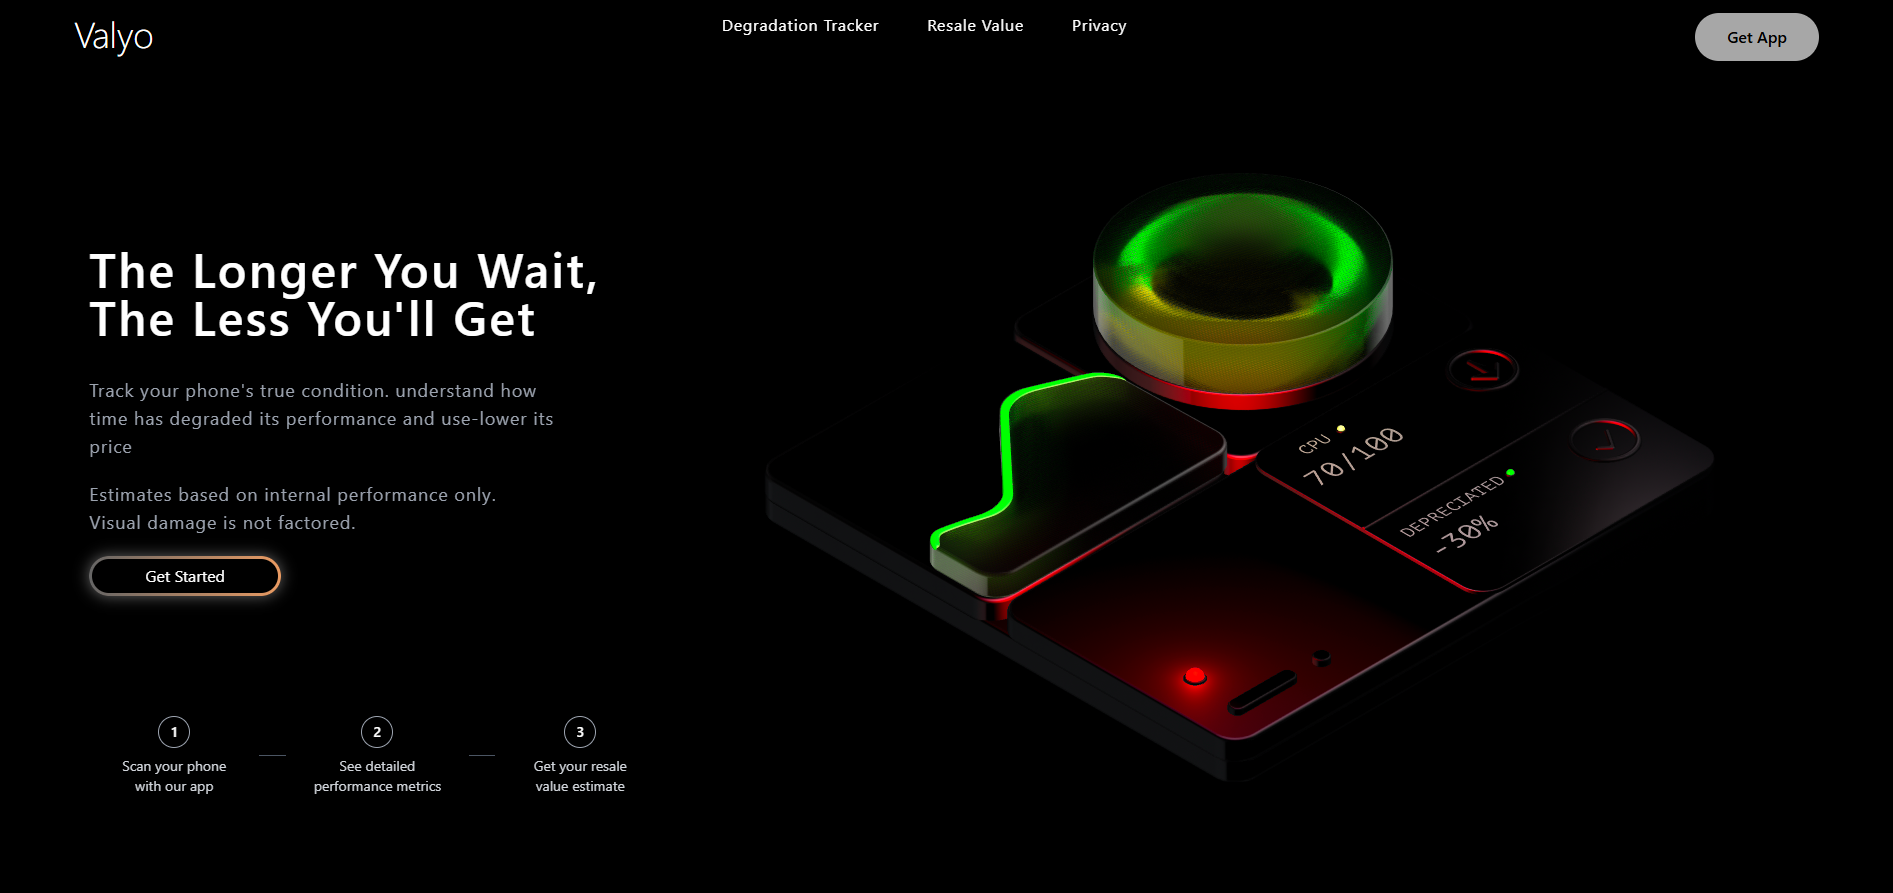 Valyo
Degradation Tracker
Resale Value
Privacy
Get App
The Longer You Wait,
The Less You'll Get
Track your phone's true condition. understand how
time has degraded its performance and use-lower its
price
Estimates based on internal performance only.
Visual damage is not factored.
Get Started
CPU
70/100
DEPRECIATED
-30%
1
Scan your phone
with our app
2
See detailed
performance metrics
3
Get your resale
value estimate